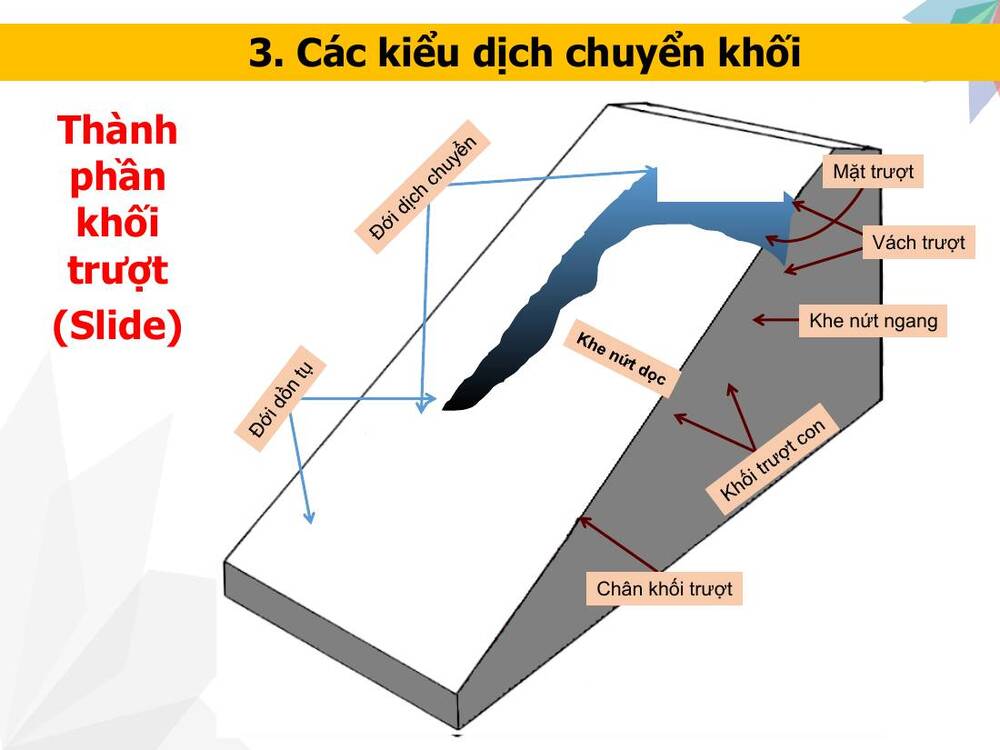 3. Các kiểu dịch chuyển khối
Thành
phần
khối
trượt
(Slide)
Đới dịch chuyển
Mặt trượt
Vách trượt
Khe nứt ngang
Khe nứt dọc
Đới dồn tụ
Khối trượt con
Chân khối trượt